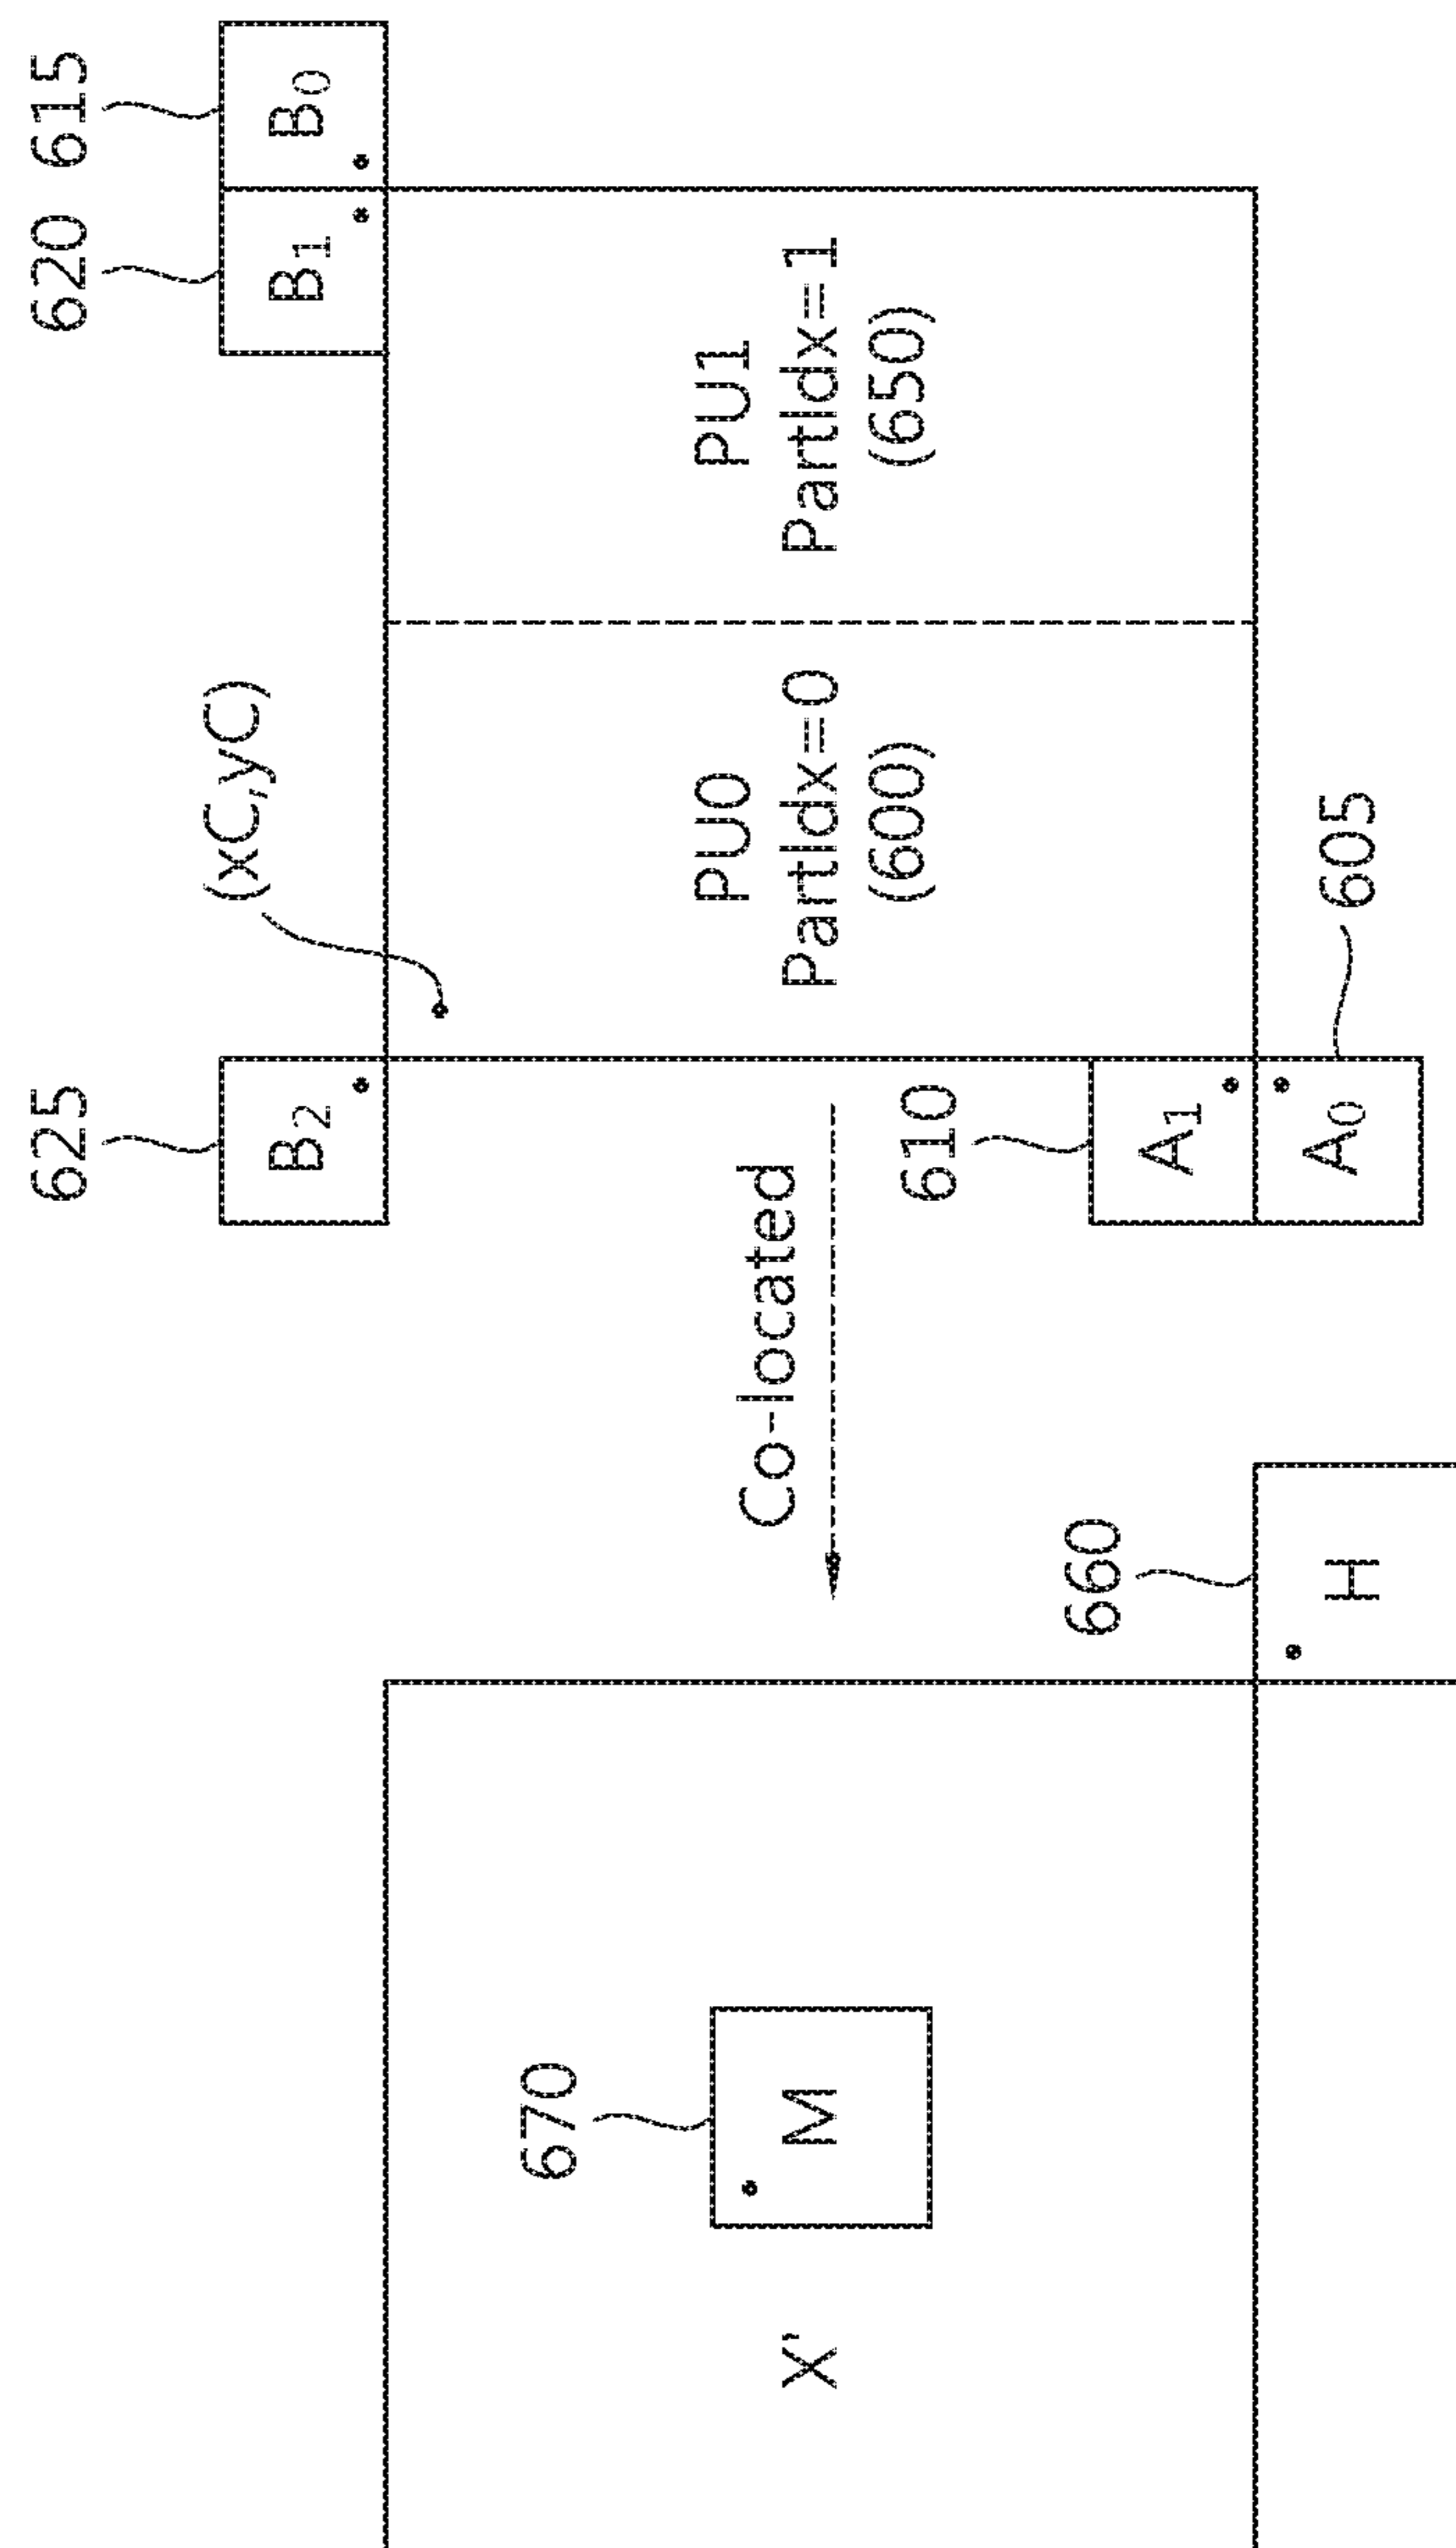 625
620
615
(xC,yC)
B2
B1
B0
670
PU0
PartIdx=0
(600)
PU1
PartIdx=1
(650)
Co-located
X'
M
610
660
A1
H
A0
605